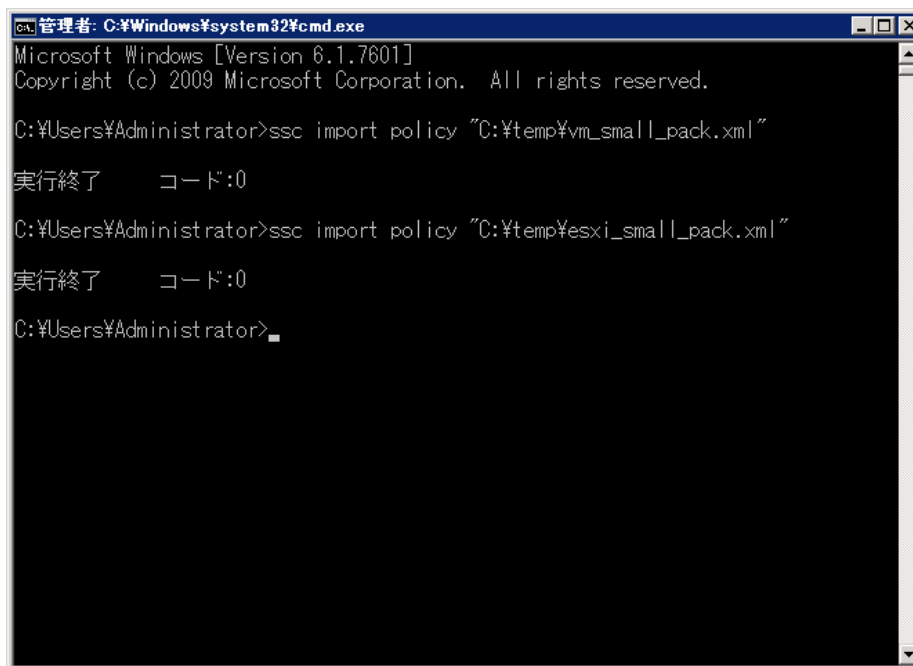 管理者: C:¥Windows¥system32¥cmd.exe
Microsoft Windows [Version 6.1.7601]
Copyright (c) 2009 Microsoft Corporation.  All rights reserved.
C:¥Users¥Administrator>ssc import policy "C:¥temp¥vm_small_pack.xml"
実行終了　　コード:0
C:¥Users¥Administrator>ssc import policy "C:¥temp¥esxi_small_pack.xml"
実行終了　　コード:0
C:¥Users¥Administrator>